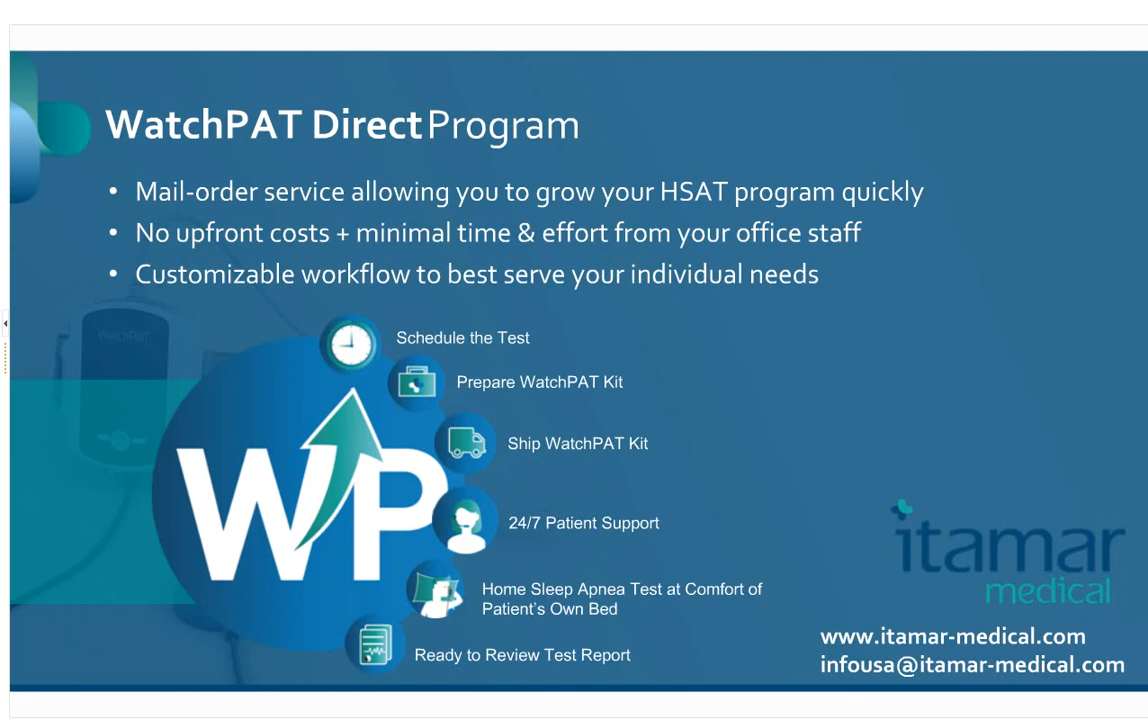 WatchPAT Direct Program
• Mail-order service allowing you to grow your HSAT program quickly
• No upfront costs + minimal time & effort from your office staff
• Customizable workflow to best serve your individual needs
WatchPAT
Schedule the Test
Prepare WatchPAT Kit
Ship WatchPAT Kit
WP
24/7 Patient Support
Home Sleep Apnea Test at Comfort of
Patient's Own Bed
Ready to Review Test Report
itamar
medical
www.itamar-medical.com
infousa@itamar-medical.com